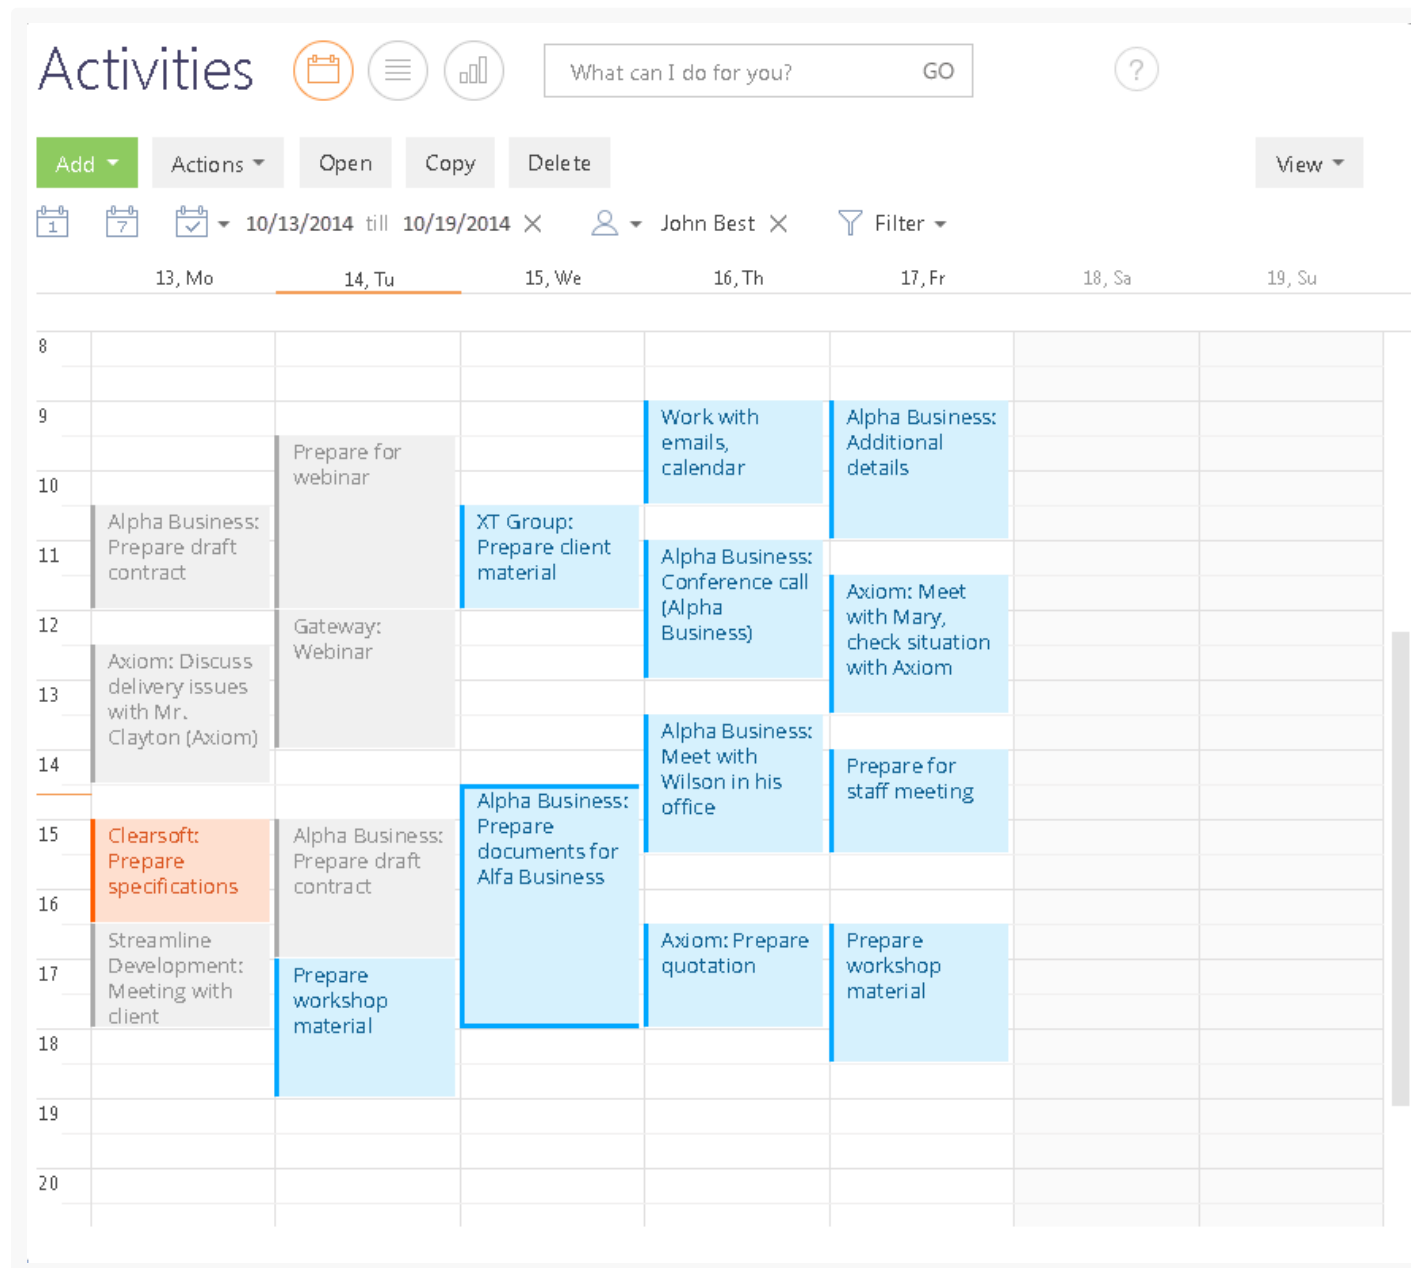 Activities
What can I do for you? GO
?
Add Actions Open Copy Delete View
1 7 10/13/2014 till 10/19/2014 John Best Filter
13, Mo 14, Tu 15, We 16, Th 17, Fr 18, Sa 19, Su
8
9
10
11
12
13
14
15
16
17
18
19
20
Alpha Business:
Prepare draft
contract
Axiom: Discuss
delivery issues
with Mr.
Clayton (Axiom)
Clearsoft:
Prepare
specifications
Streamline
Development:
Meeting with
client
Prepare for
webinar
Gateway:
Webinar
Alpha Business:
Prepare draft
contract
Prepare
workshop
material
XT Group:
Prepare client
material
Alpha Business:
Prepare
documents for
Alfa Business
Work with
emails,
calendar
Alpha Business:
Conference call
(Alpha
Business)
Alpha Business:
Meet with
Wilson in his
office
Axiom: Prepare
quotation
Alpha Business:
Additional
details
Axiom: Meet
with Mary,
check situation
with Axiom
Prepare for
staff meeting
Prepare
workshop
material